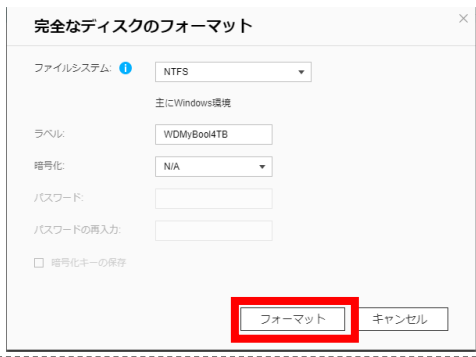 完全なディスクのフォーマット
ファイルシステム: NTFS
主にWindows環境
ラベル: WDMyBool4TB
暗号化: N/A
パスワード:
パスワードの再入力:
暗号化キーの保存
フォーマット キャンセル